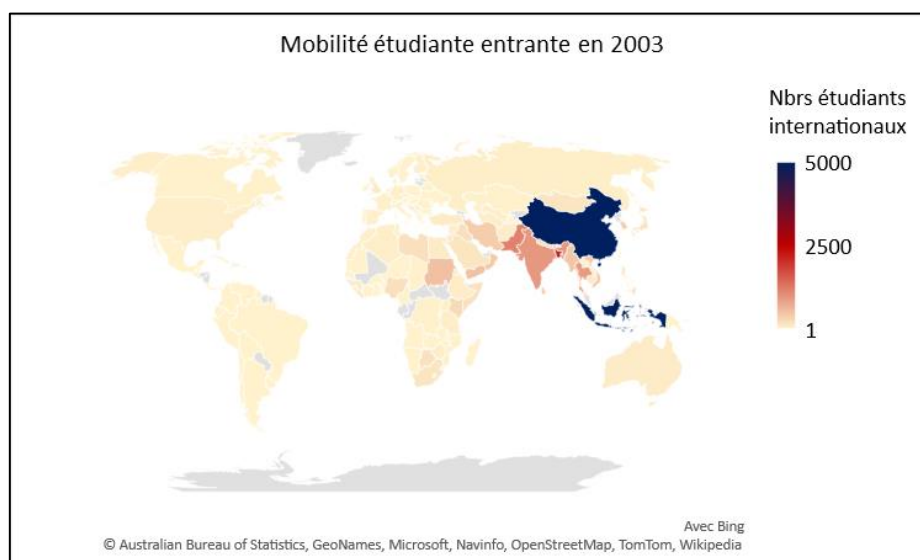 Mobilité étudiante entrante en 2003
Nbrs étudiants
internationaux
5000
2500
1
Avec Bing
© Australian Bureau of Statistics, GeoNames, Microsoft, Navinfo, OpenStreetMap, TomTom, Wikipedia